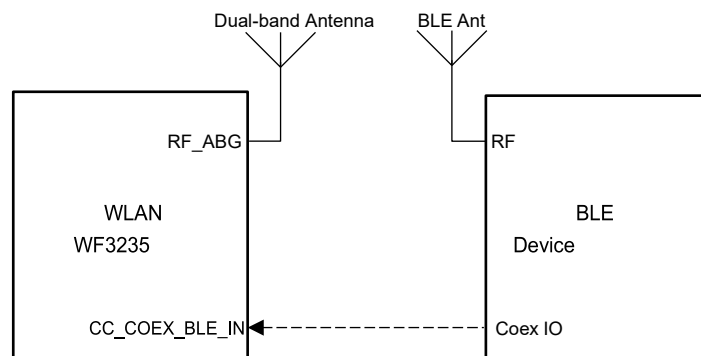 Dual-band Antenna
BLE Ant
RF_ABG
RF
WLAN
WF3235
BLE
Device
CC_COEX_BLE_IN
Coex IO